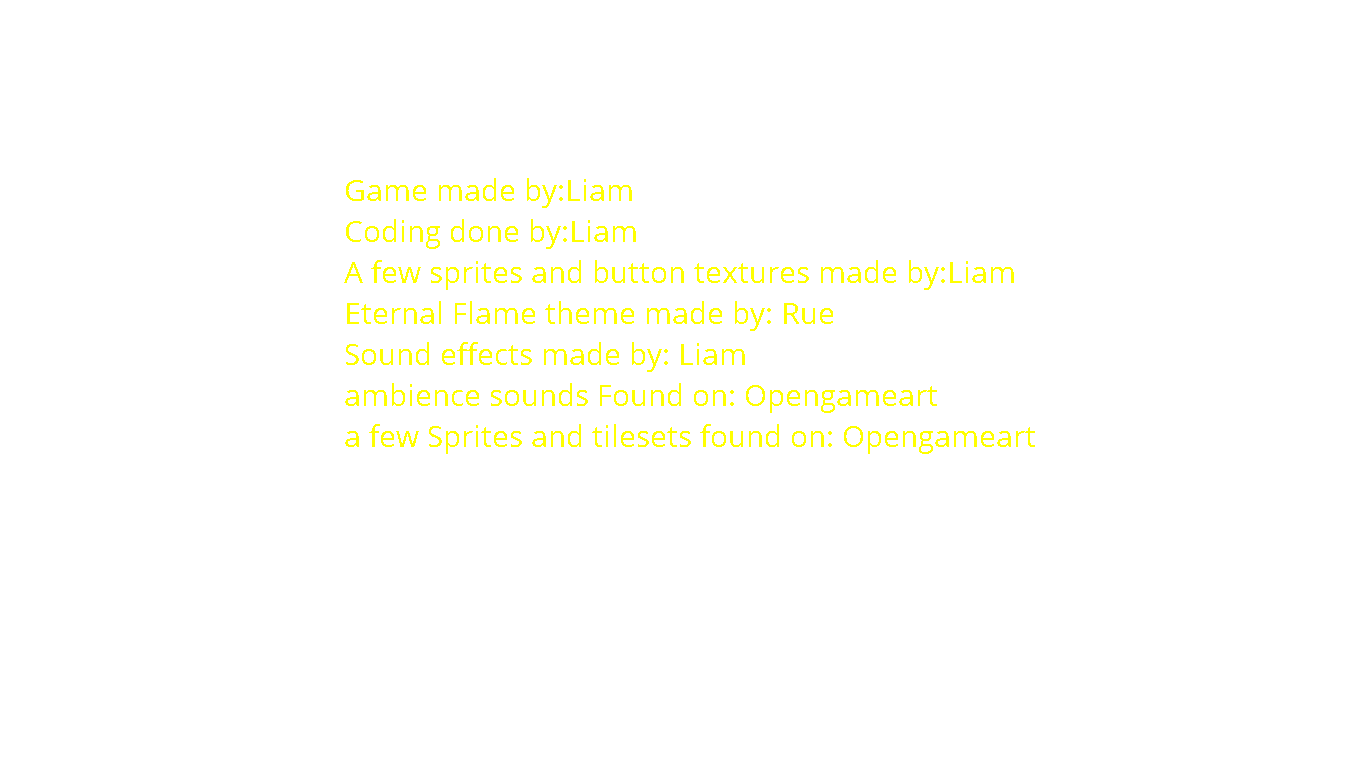 Game made by:Liam
Coding done by:Liam
A few sprites and button textures made by:Liam
Eternal Flame theme made by: Rue
Sound effects made by: Liam
ambience sounds Found on: Opengameart
a few Sprites and tilesets found on: Opengameart